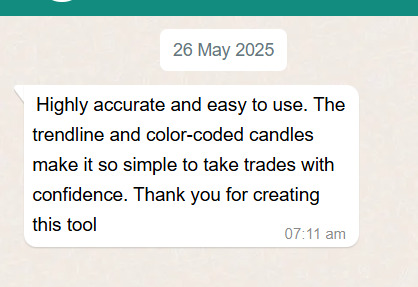 26 May 2025
Highly accurate and easy to use. The
trendline and color-coded candles
make it so simple to take trades with
confidence. Thank you for creating
this tool
07:11 am